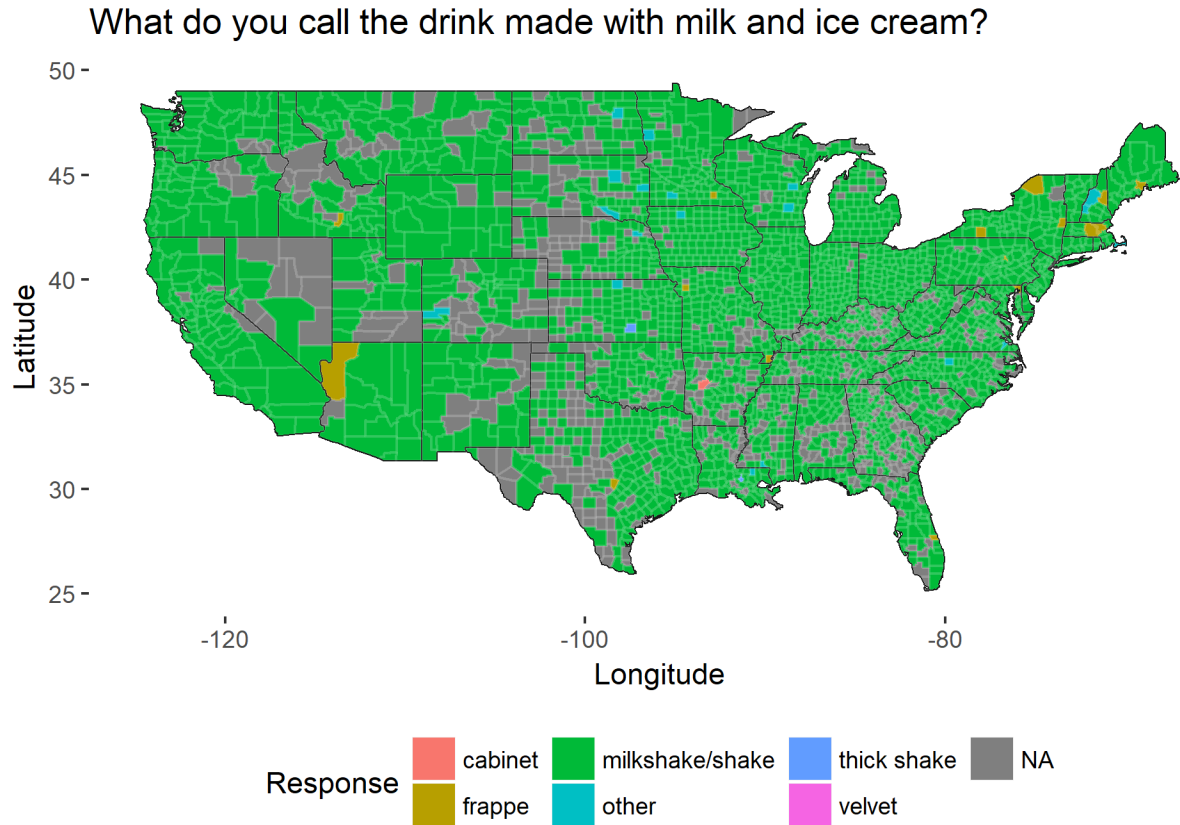 What do you call the drink made with milk and ice cream?
50
45
40
35
30
25
Latitude
-120 -100 -80
Longitude
Response
cabinet milkshake/shake thick shake NA
frappe other velvet